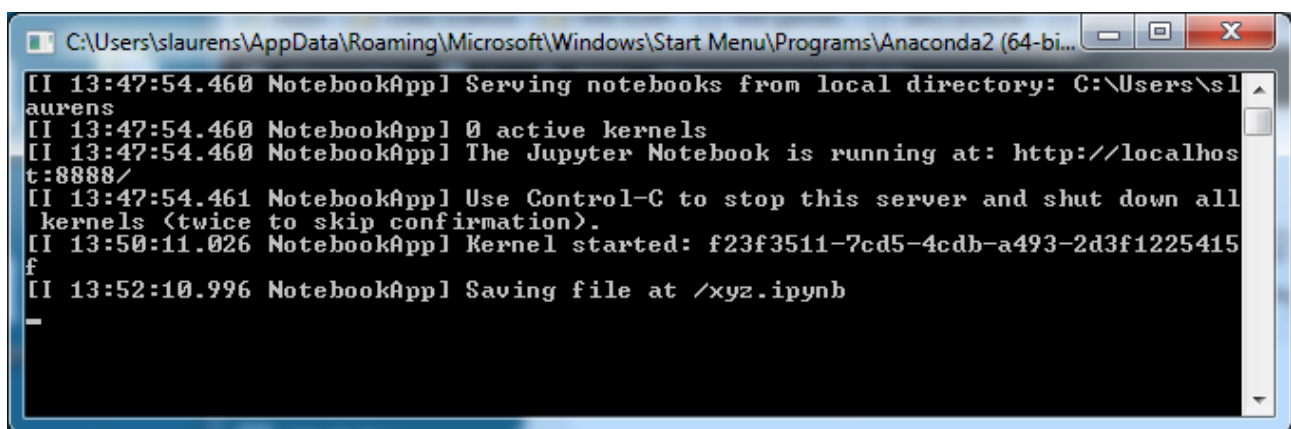 C:\Users\slaurens\AppData\Roaming\Microsoft\Windows\Start Menu\Programs\Anaconda2 (64-bi...
[I 13:47:54.460 NotebookApp] Serving notebooks from local directory: C:\Users\sl
aurens
[I 13:47:54.460 NotebookApp] 0 active kernels
[I 13:47:54.460 NotebookApp] The Jupyter Notebook is running at: http://localhos
t:8888/
[I 13:47:54.461 NotebookApp] Use Control-C to stop this server and shut down all
 kernels (twice to skip confirmation).
[I 13:50:11.026 NotebookApp] Kernel started: f23f3511-7cd5-4cdb-a493-2d3f1225415
f
[I 13:52:10.996 NotebookApp] Saving file at /xyz.ipynb